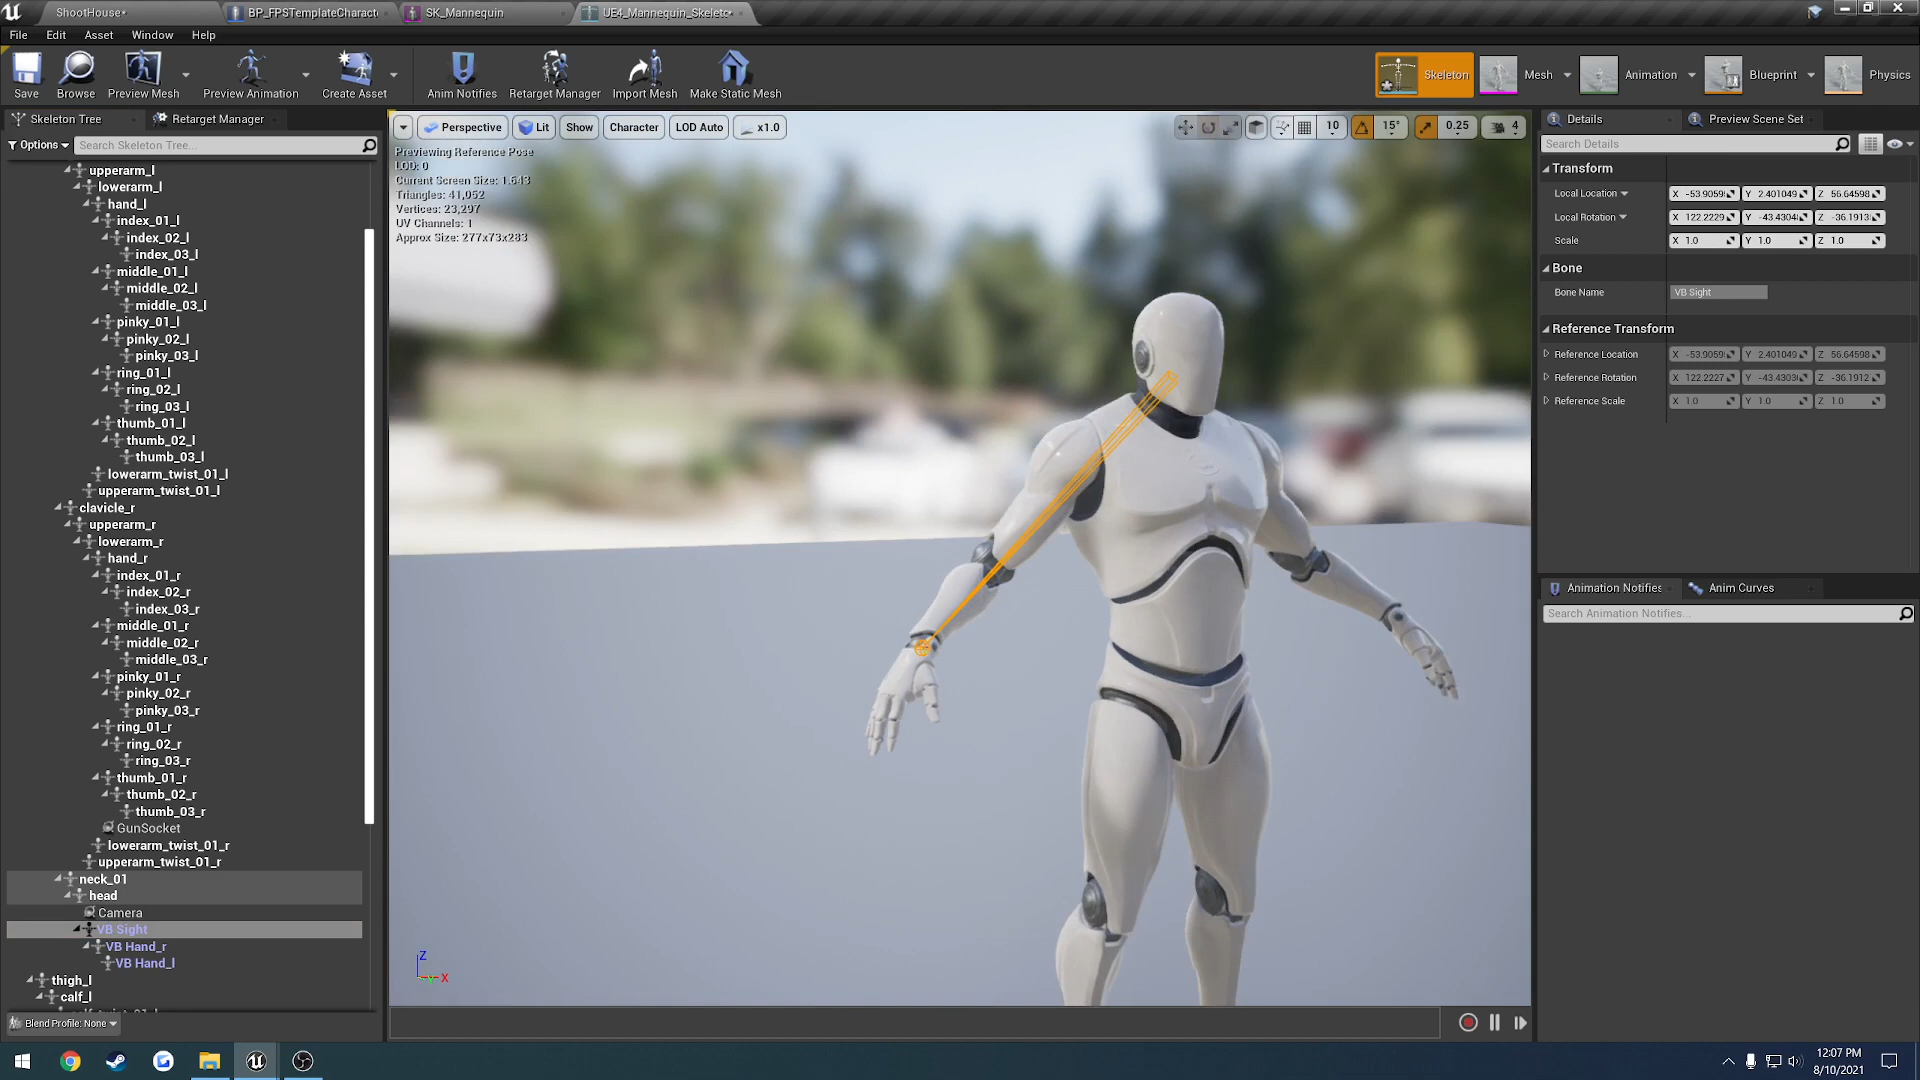 ShootHouse•
BP_FPSTemplateCharact
SK_Mannequin
UE4_Mannequin_Skeleto•
File Edit Asset Window Help
Save
Browse
Preview Mesh
Preview Animation
Create Asset
Anim Notifies
Retarget Manager
Import Mesh
Make Static Mesh
Skeleton
Mesh
Animation
Blueprint
Physics
Skeleton Tree
Retarget Manager
Options
Search Skeleton Tree...
upperarm_l
lowerarm_l
hand_l
index_01_l
index_02_l
index_03_l
middle_01_l
middle_02_l
middle_03_l
pinky_01_l
pinky_02_l
pinky_03_l
ring_01_l
ring_02_l
ring_03_l
thumb_01_l
thumb_02_l
thumb_03_l
lowerarm_twist_01_l
upperarm_twist_01_l
clavicle_r
upperarm_r
lowerarm_r
hand_r
index_01_r
index_02_r
index_03_r
middle_01_r
middle_02_r
middle_03_r
pinky_01_r
pinky_02_r
pinky_03_r
ring_01_r
ring_02_r
ring_03_r
thumb_01_r
thumb_02_r
thumb_03_r
GunSocket
lowerarm_twist_01_r
upperarm_twist_01_r
neck_01
head
Camera
VB Sight
VB Hand_r
VB Hand_l
thigh_l
calf_l
Blend Profile: None
Perspective
Lit
Show
Character
LOD Auto
x1.0
10
15°
0.25
4
Previewing Reference Pose
LOD: 0
Current Screen Size: 1.643
Triangles: 41,052
Vertices: 23,297
UV Channels: 1
Approx Size: 277x73x283
Z
X
Details
Preview Scene Set
Search Details
Transform
Local Location X -53.9059 Y 2.401049 Z 56.64598
Local Rotation X 122.2229 Y -43.4304 Z -36.1913
Scale X 1.0 Y 1.0 Z 1.0
Bone
Bone Name VB Sight
Reference Transform
Reference Location X -53.9059 Y 2.401049 Z 56.64598
Reference Rotation X 122.2227 Y -43.4303 Z -36.1912
Reference Scale X 1.0 Y 1.0 Z 1.0
Animation Notifies
Anim Curves
Search Animation Notifies...
12:07 PM
8/10/2021